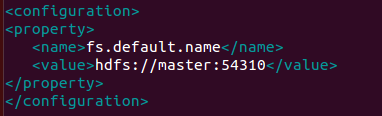 <configuration>
<property>
   <name>fs.default.name</name>
   <value>hdfs://master:54310</value>
</property>
</configuration>